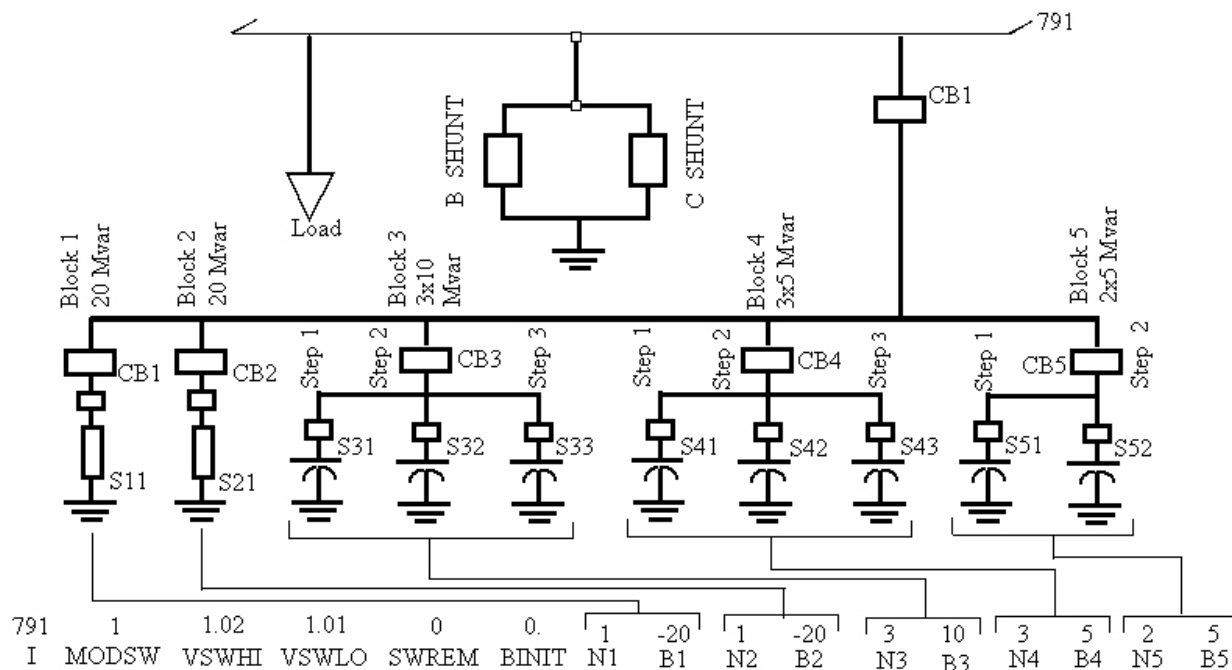 791
CB1
B SHUNT
C SHUNT
Load
Block 1
20 Mvar
Block 2
20 Mvar
Block 3
3x10
Mvar
Block 4
3x5 Mvar
Block 5
2x5 Mvar
CB1
CB2
Step 1
Step 2
CB3
Step 3
Step 1
Step 2
CB4
Step 3
Step 1
CB5
Step 2
S11
S21
S31
S32
S33
S41
S42
S43
S51
S52
791 1 1.02 1.01 0 0. 1 -20 1 -20 3 10 3 5 2 5
I MODSW VSWHI VSWLO SWREM BINIT N1 B1 N2 B2 N3 B3 N4 B4 N5 B5